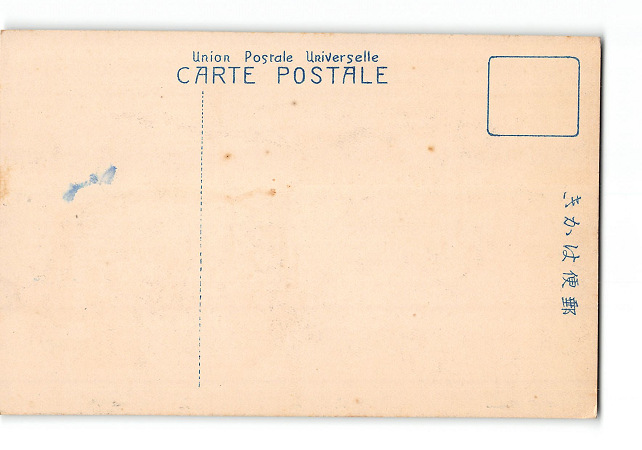 Union Postale Universelle
CARTE POSTALE
きかは便郵